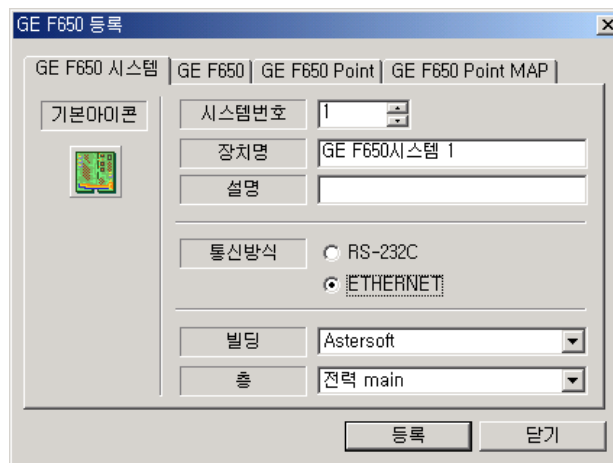 GE F650 등록
GE F650 시스템 GE F650 GE F650 Point GE F650 Point MAP
기본아이콘
시스템번호 1
장치명 GE F650시스템 1
설명
통신방식 RS-232C
ETHERNET
빌딩 Astersoft
층 전력 main
등록 닫기